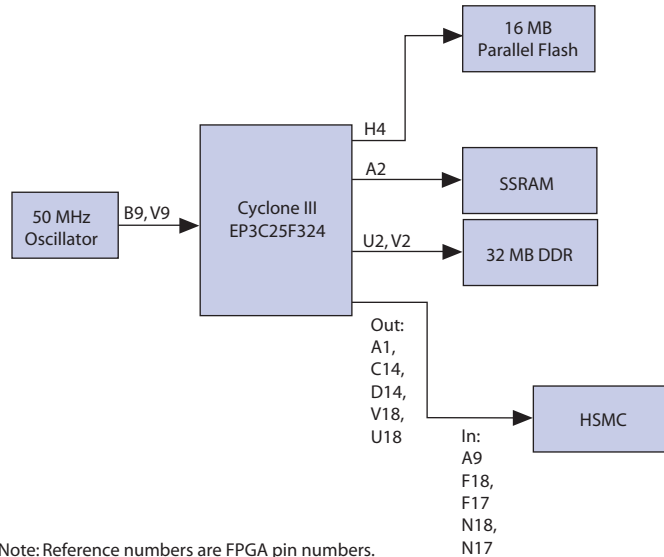 16 MB
Parallel Flash
H4
A2
SSRAM
Cyclone III
EP3C25F324
50 MHz
Oscillator
B9, V9
U2, V2
32 MB DDR
Out:
A1,
C14,
D14,
V18,
U18
HSMC
In:
A9
F18,
F17
N18,
N17
Note: Reference numbers are FPGA pin numbers.